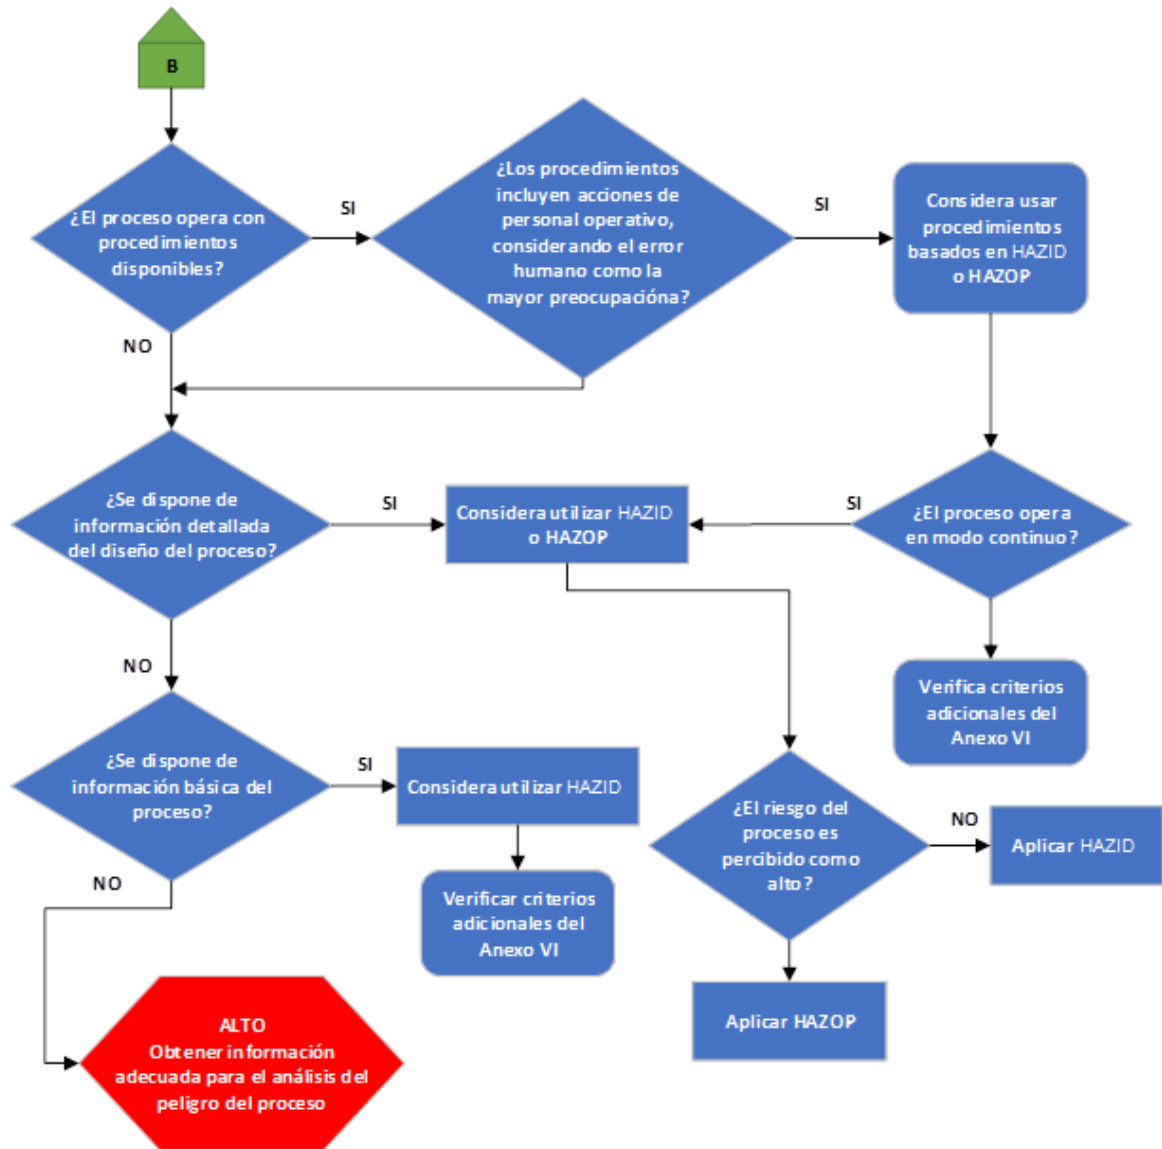 B
¿El proceso opera con
procedimientos
disponibles?
SI
¿Los procedimientos
incluyen acciones de
personal operativo,
considerando el error
humano como la
mayor preocupacióna?
SI
Considera usar
procedimientos
basados en HAZID
o HAZOP
NO
¿Se dispone de
información detallada
del diseño del proceso?
SI
Considera utilizar HAZID
o HAZOP
SI
¿El proceso opera
en modo continuo?
NO
Verifica criterios
adicionales del
Anexo VI
¿Se dispone de
información básica del
proceso?
SI
Considera utilizar HAZID
¿El riesgo del
proceso es
percibido como
alto?
NO
Aplicar HAZID
NO
Verificar criterios
adicionales del
Anexo VI
Aplicar HAZOP
ALTO
Obtener información
adecuada para el análisis del
peligro del proceso